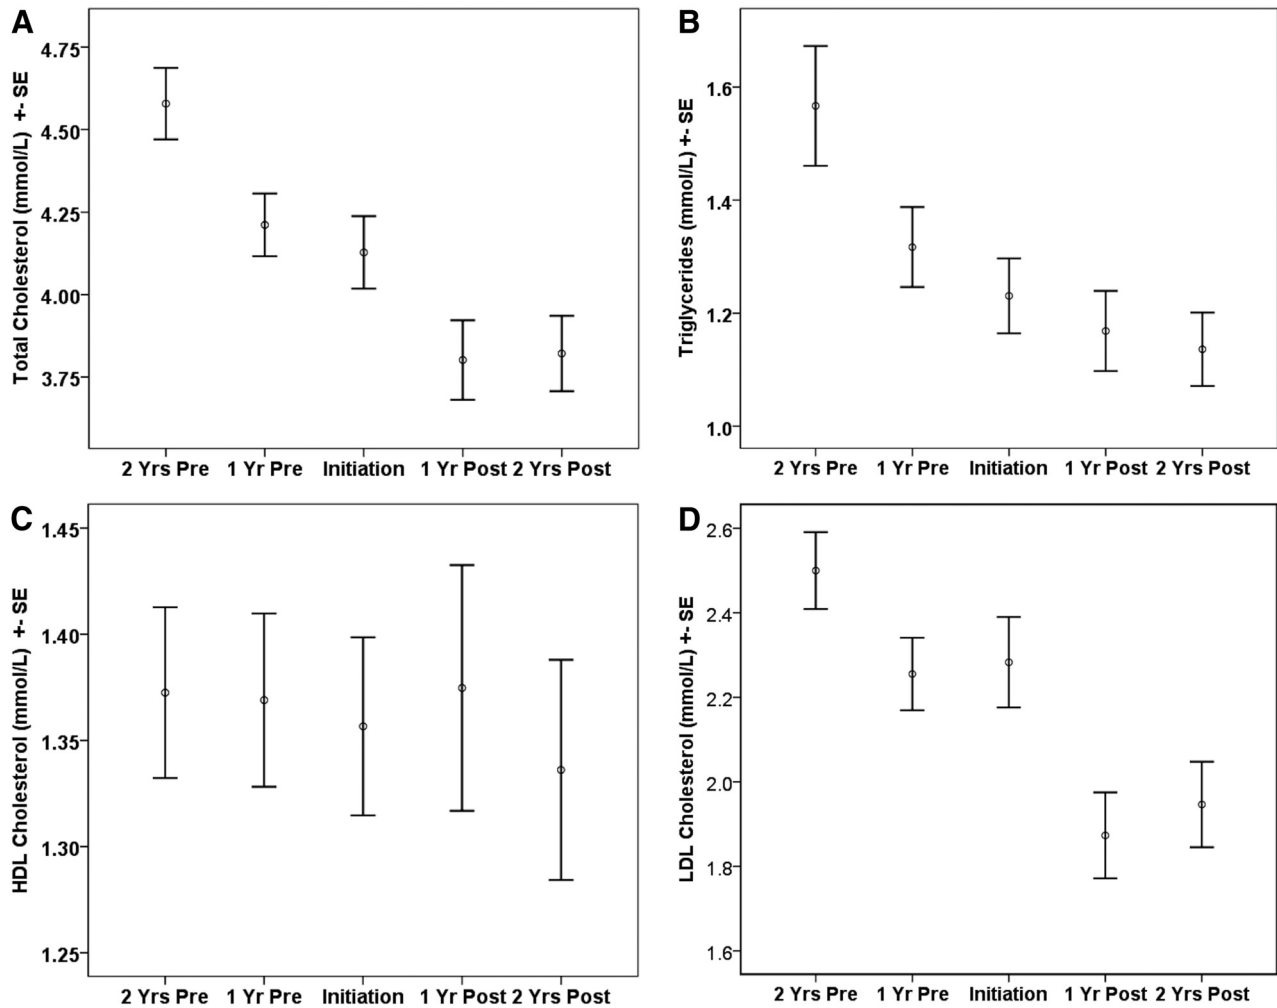 A
Total Cholesterol (mmol/L) +- SE
4.75
4.50
4.25
4.00
3.75
2 Yrs Pre 1 Yr Pre Initiation 1 Yr Post 2 Yrs Post
B
Triglycerides (mmol/L) +- SE
1.6
1.4
1.2
1.0
2 Yrs Pre 1 Yr Pre Initiation 1 Yr Post 2 Yrs Post
C
HDL Cholesterol (mmol/L) +- SE
1.45
1.40
1.35
1.30
1.25
2 Yrs Pre 1 Yr Pre Initiation 1 Yr Post 2 Yrs Post
D
LDL Cholesterol (mmol/L) +- SE
2.6
2.4
2.2
2.0
1.8
1.6
2 Yrs Pre 1 Yr Pre Initiation 1 Yr Post 2 Yrs Post